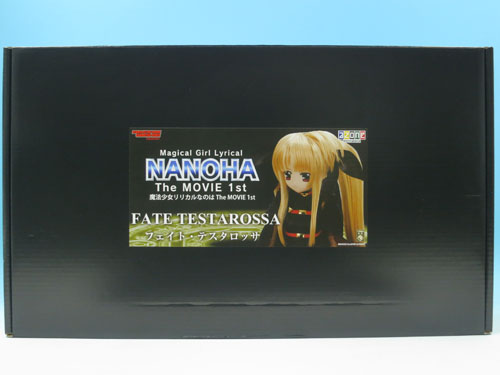 Magical Girl Lyrical
NANOHA
The MOVIE 1st
魔法少女リリカルなのは The MOVIE 1st
FATE TESTAROSSA
フェイト・テスタロッサ
azone